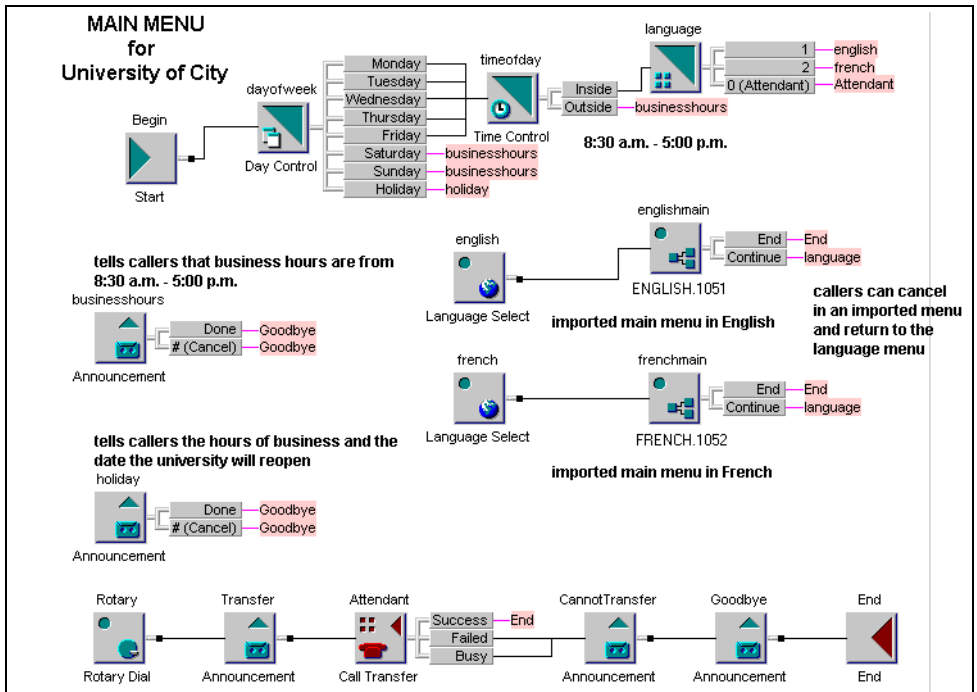 MAIN MENU
for
University of City
Begin
Start
dayofweek
Day Control
Monday
Tuesday
Wednesday
Thursday
Friday
Saturday
businesshours
Sunday
businesshours
Holiday
holiday
timeofday
Time Control
Inside
Outside
businesshours
8:30 a.m. - 5:00 p.m.
language
1
english
2
french
0 (Attendant)
Attendant
tells callers that business hours are from
8:30 a.m. - 5:00 p.m.
businesshours
Announcement
Done
Goodbye
# (Cancel)
Goodbye
english
Language Select
englishmain
ENGLISH.1051
End
End
Continue
language
imported main menu in English
callers can cancel
in an imported menu
and return to the
language menu
french
Language Select
frenchmain
FRENCH.1052
End
End
Continue
language
imported main menu in French
tells callers the hours of business and the
date the university will reopen
holiday
Announcement
Done
Goodbye
# (Cancel)
Goodbye
Rotary
Rotary Dial
Transfer
Announcement
Attendant
Call Transfer
Success
End
Failed
Busy
CannotTransfer
Announcement
Goodbye
Announcement
End
End